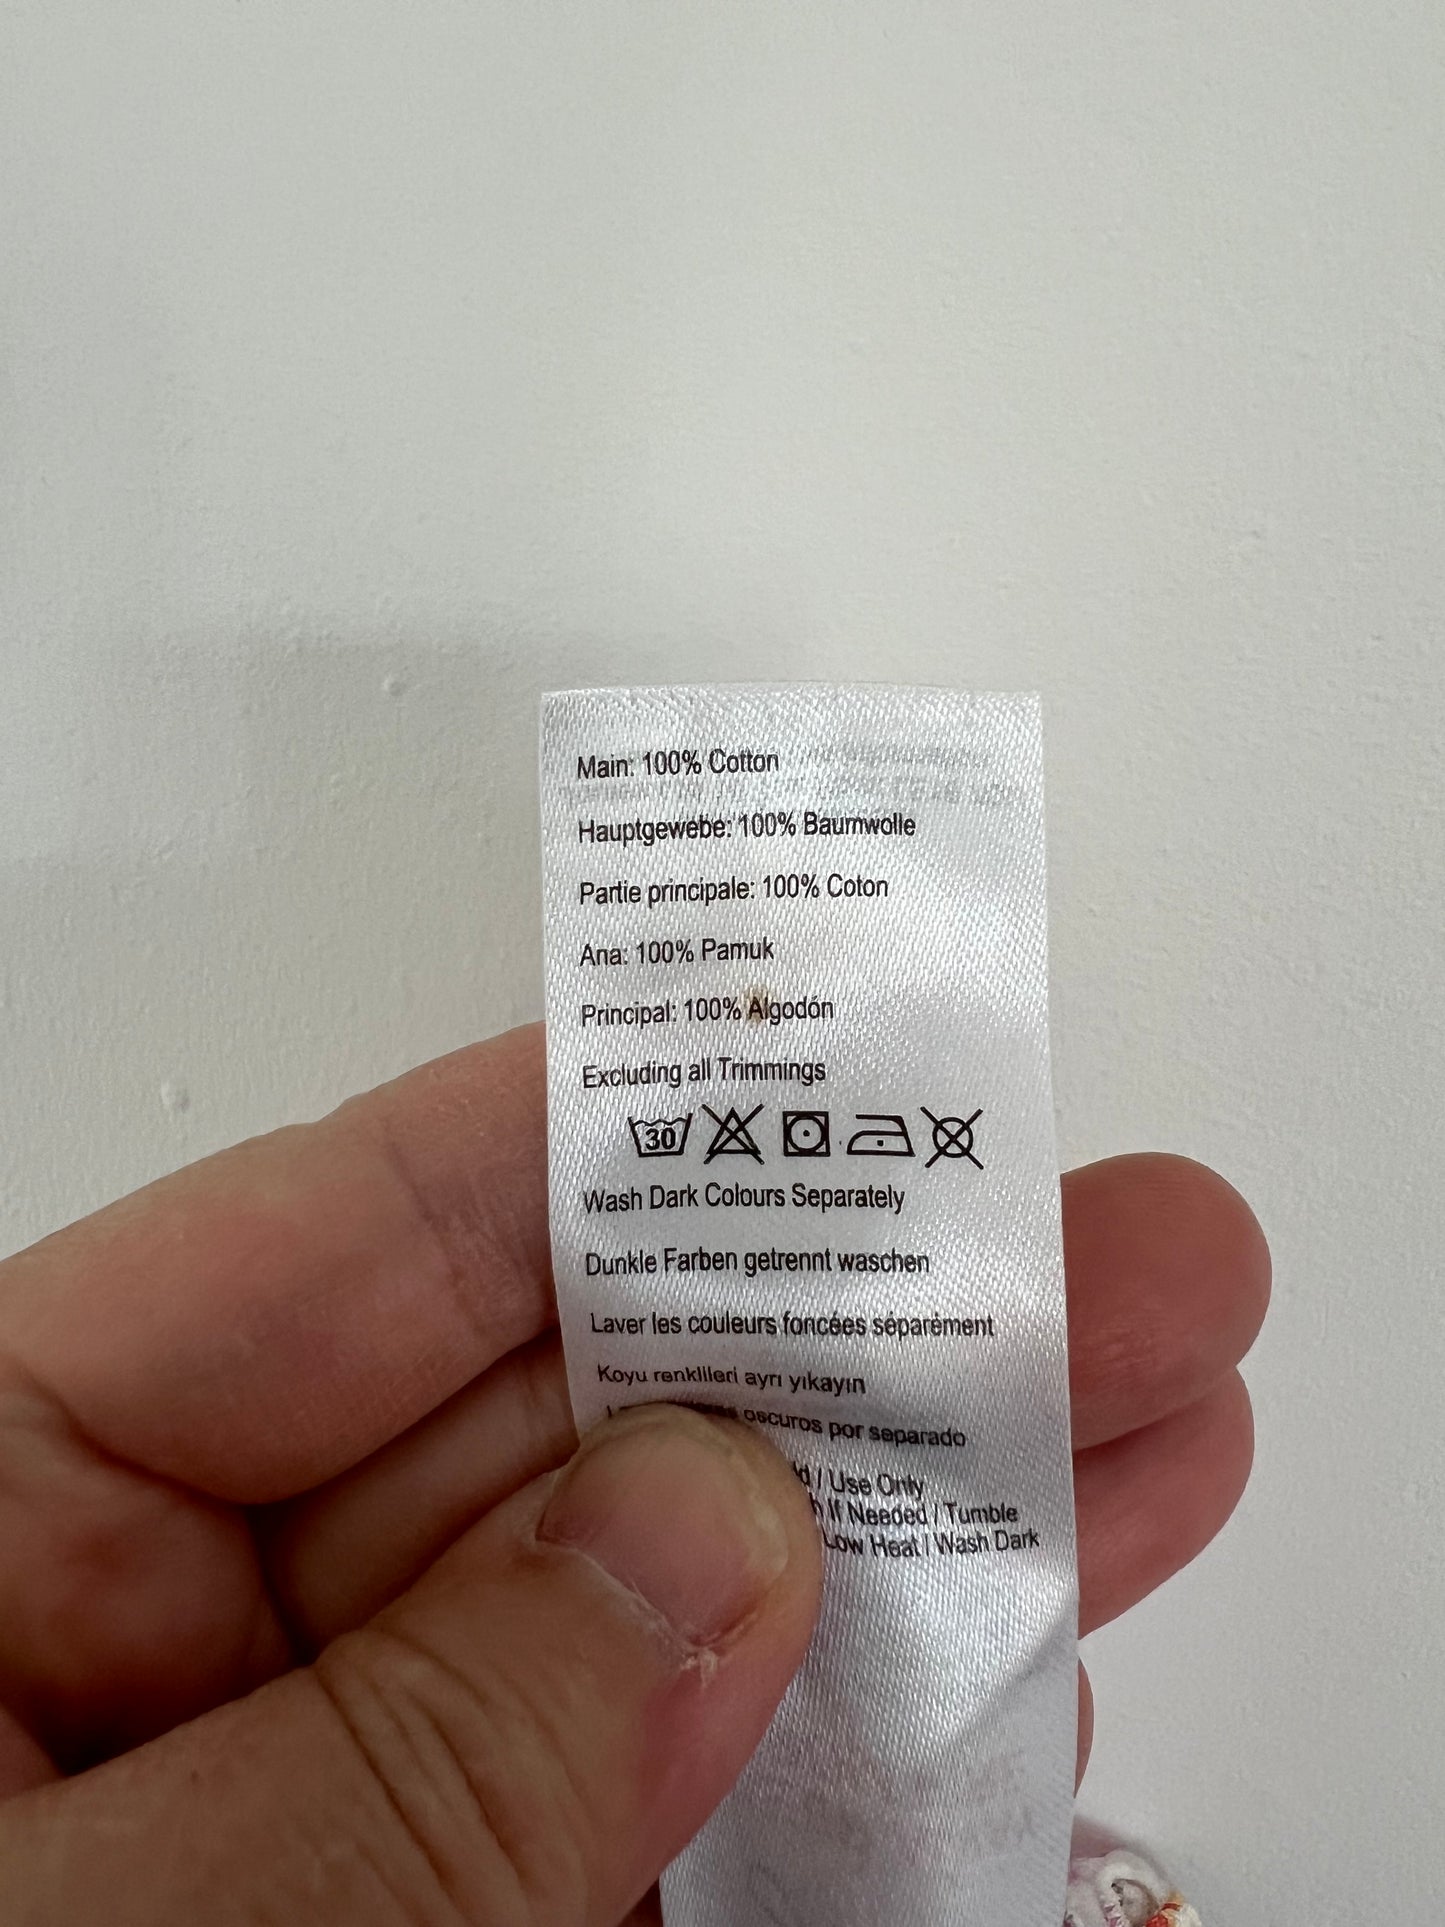 Main: 100% Cotton
Hauptgewebe: 100% Baumwolle
Partie principale: 100% Coton
Ana: 100% Pamuk
Principal: 100% Algodón
Excluding all Trimmings
30
Wash Dark Colours Separately
Dunkle Farben getrennt waschen
Laver les couleurs foncées séparément
Koyu renklileri ayrı yıkayın
oscuros por separado
/ Use Only
If Needed / Tumble
Low Heat / Wash Dark